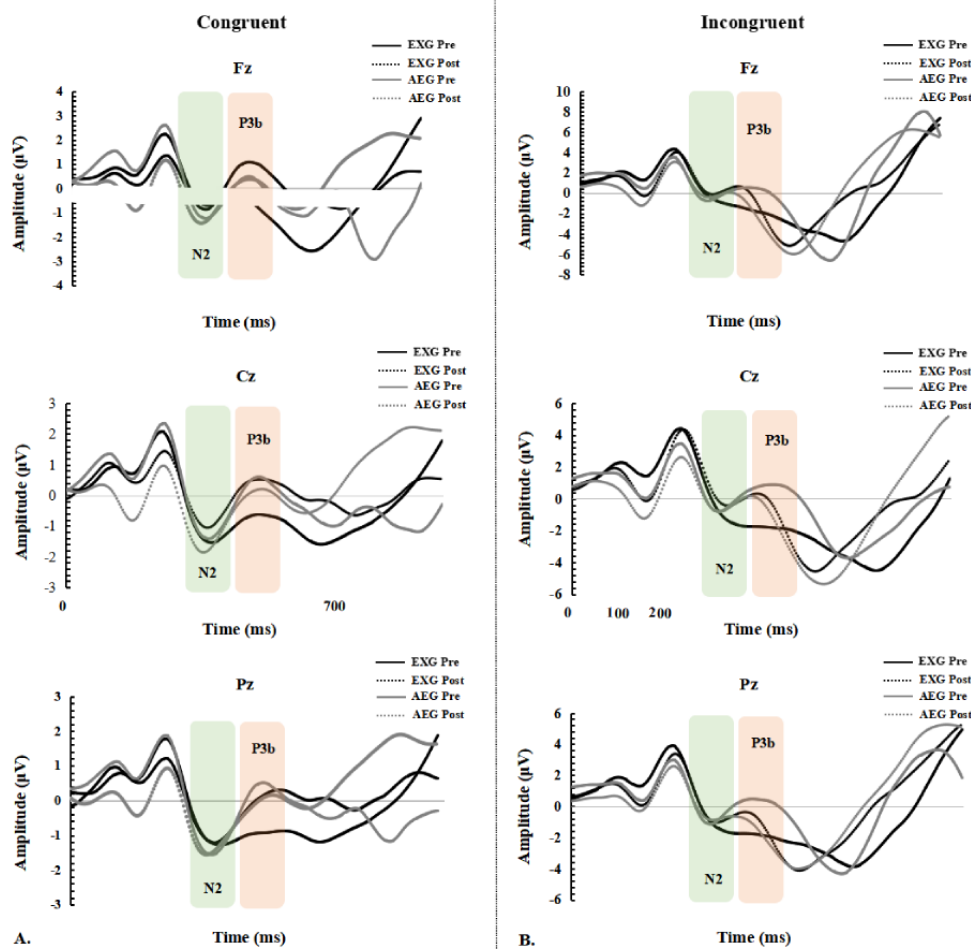 Congruent
Fz
EXG Pre
EXG Post
AEG Pre
AEG Post
4
3
2
1
0
-1
-2
-3
-4
Amplitude (µV)
P3b
N2
Time (ms)
Cz
EXG Pre
EXG Post
AEG Pre
AEG Post
3
2
1
0
-1
-2
-3
Amplitude (µV)
P3b
N2
0
700
Time (ms)
Pz
EXG Pre
EXG Post
AEG Pre
AEG Post
3
2
1
0
-1
-2
-3
Amplitude (µV)
P3b
N2
A.
Time (ms)
Incongruent
Fz
EXG Pre
EXG Post
AEG Pre
AEG Post
10
8
6
4
2
0
-2
-4
-6
-8
Amplitude (µV)
P3b
N2
Time (ms)
Cz
EXG Pre
EXG Post
AEG Pre
AEG Post
6
4
2
0
-2
-4
-6
Amplitude (µV)
P3b
N2
0 100 200
Time (ms)
Pz
EXG Pre
EXG Post
AEG Pre
AEG Post
6
4
2
0
-2
-4
-6
Amplitude (µV)
P3b
N2
B.
Time (ms)